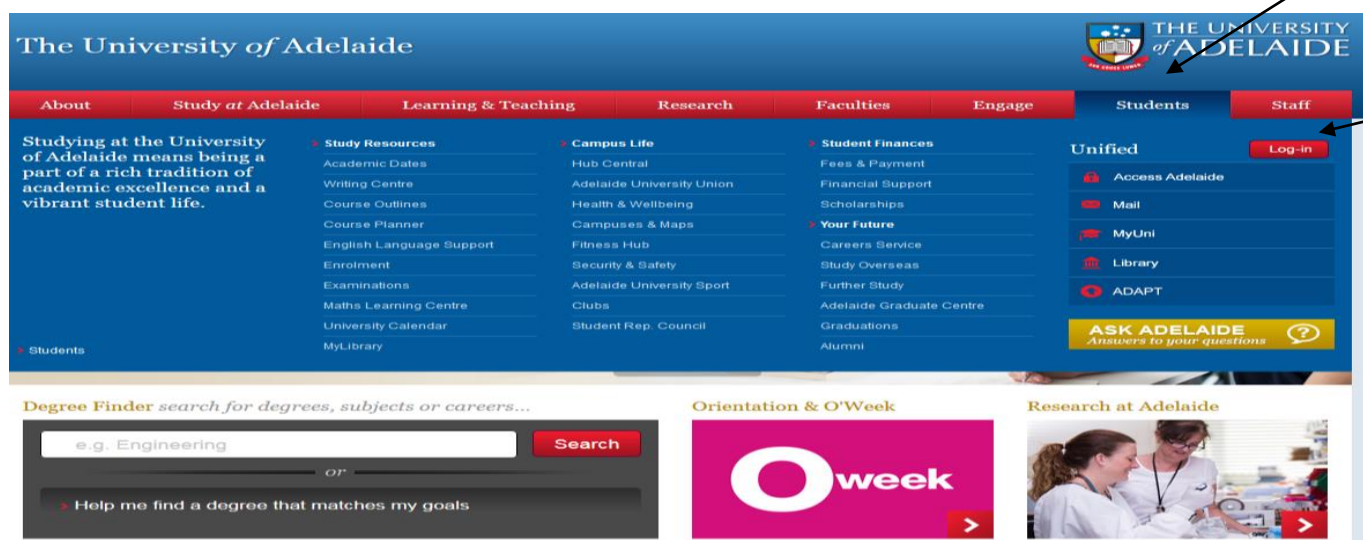 The University of Adelaide
THE UNIVERSITY
of ADELAIDE
About
Study at Adelaide
Learning & Teaching
Research
Faculties
Engage
Students
Staff
Studying at the University
of Adelaide means being a
part of a rich tradition of
academic excellence and a
vibrant student life.
Students
Study Resources
Academic Dates
Writing Centre
Course Outlines
Course Planner
English Language Support
Enrolment
Examinations
Maths Learning Centre
University Calendar
MyLibrary
Campus Life
Hub Central
Adelaide University Union
Health & Wellbeing
Campuses & Maps
Fitness Hub
Security & Safety
Adelaide University Sport
Clubs
Student Rep. Council
Student Finances
Fees & Payment
Financial Support
Scholarships
Your Future
Careers Service
Study Overseas
Further Study
Adelaide Graduate Centre
Graduations
Alumni
Unified
Log-in
Access Adelaide
Mail
MyUni
Library
ADAPT
ASK ADELAIDE
Answers to your questions
Degree Finder search for degrees, subjects or careers...
e.g. Engineering
Search
or
Help me find a degree that matches my goals
Orientation & O'Week
Oweek
Research at Adelaide